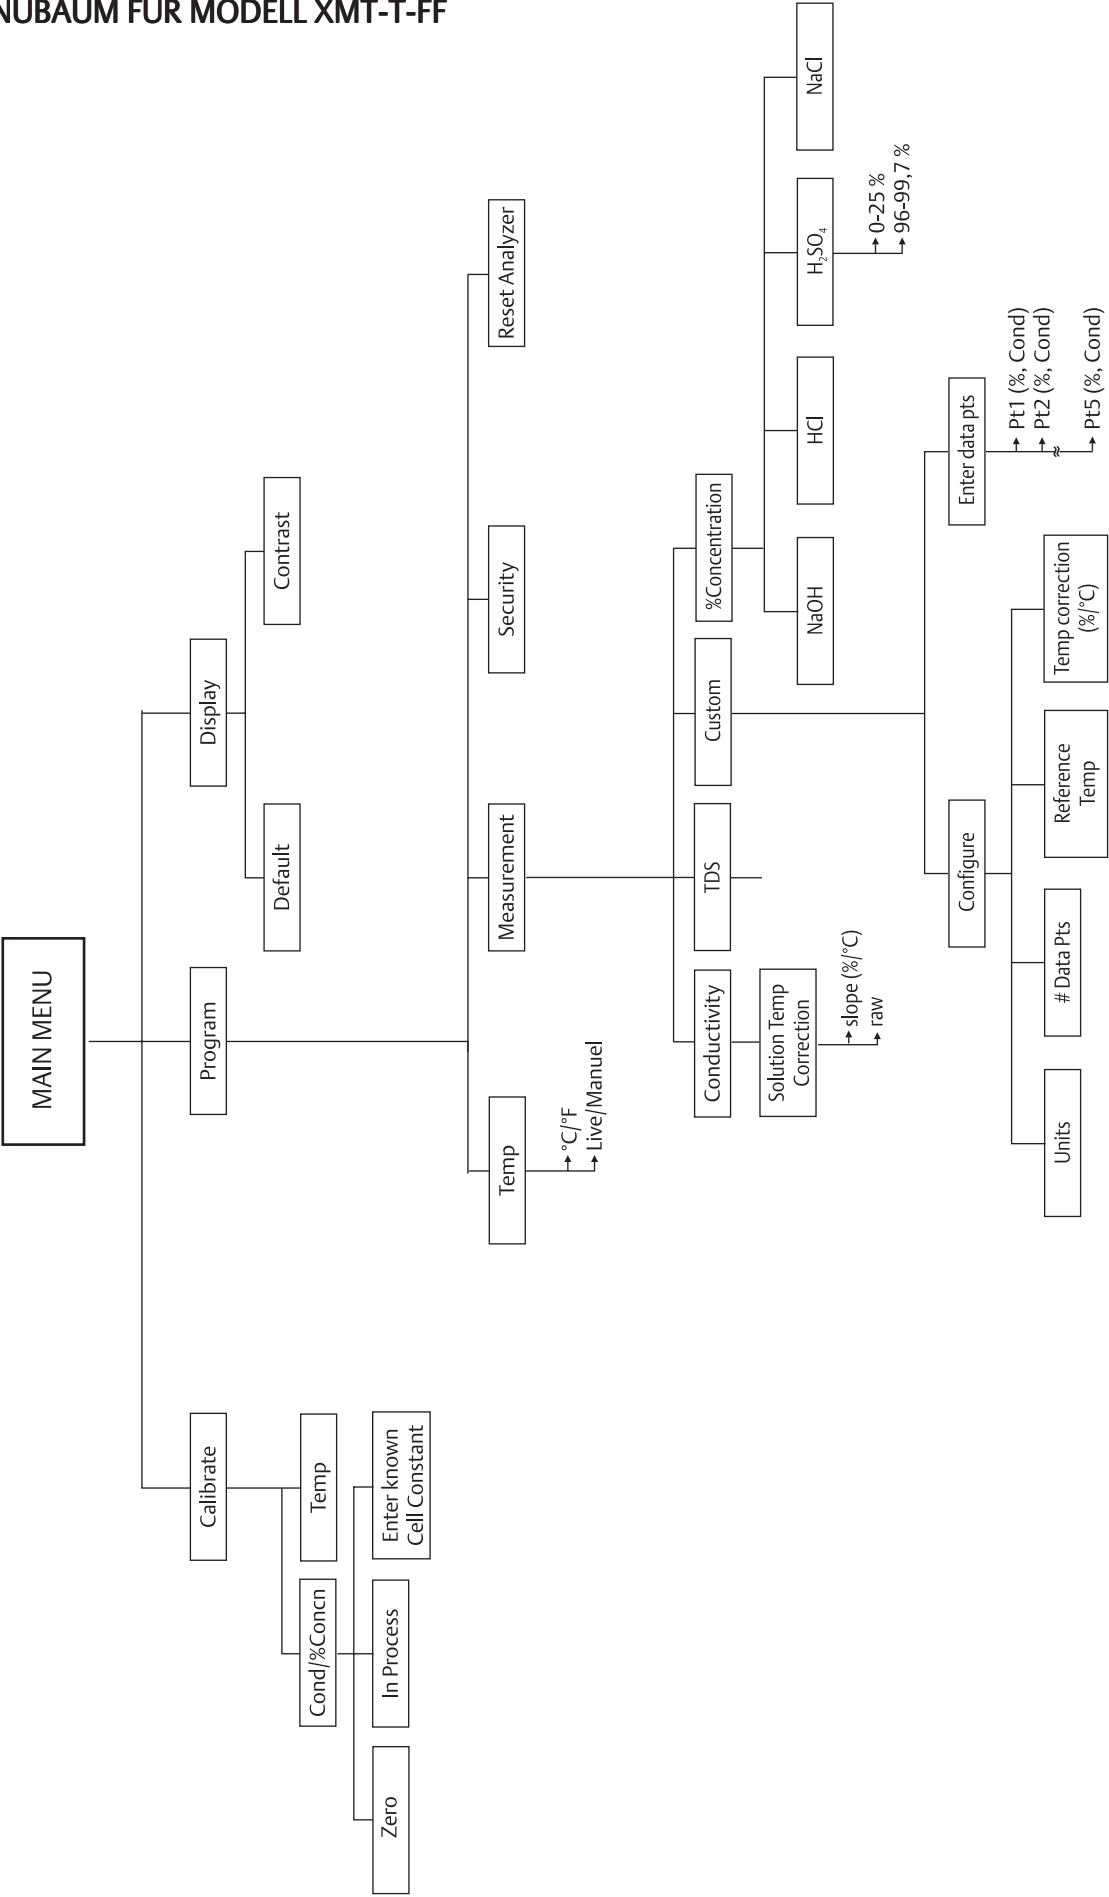 NÜBAUM FÜR MODELL XMT-T-FF
MAIN MENU
Calibrate
Program
Display
Cond/%Concn
Temp
Zero
In Process
Enter known
Cell Constant
Default
Contrast
Temp
°C/°F
Live/Manuel
Measurement
Security
Reset Analyzer
Conductivity
TDS
Custom
%Concentration
Solution Temp
Correction
slope (%/°C)
raw
NaOH
HCl
H₂SO₄
NaCl
0-25 %
96-99,7 %
Configure
Enter data pts
Pt1 (%, Cond)
Pt2 (%, Cond)
Pt5 (%, Cond)
Units
# Data Pts
Reference
Temp
Temp correction
(%/°C)